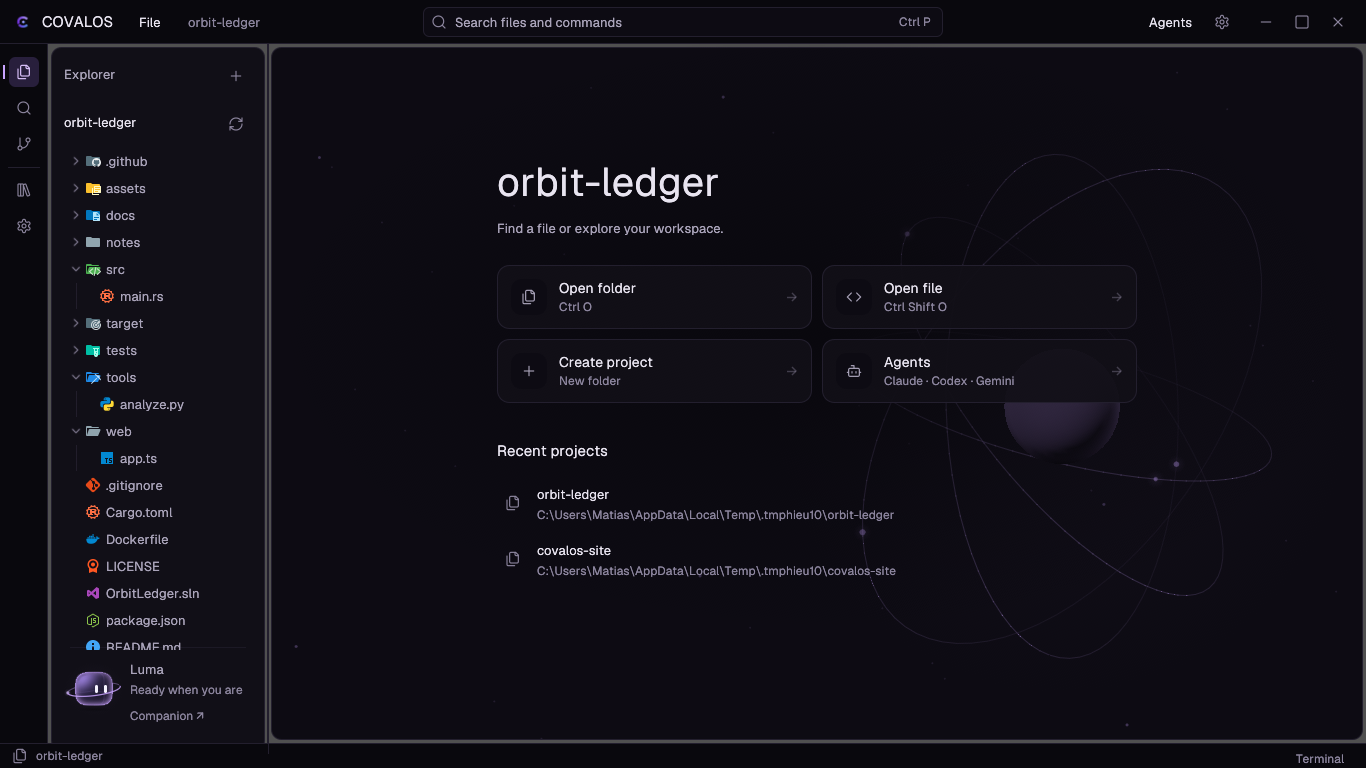 COVALOS File orbit-ledger Search files and commands Ctrl P Agents
Explorer
orbit-ledger
.github
assets
docs
notes
src
main.rs
target
tests
tools
analyze.py
web
app.ts
.gitignore
Cargo.toml
Dockerfile
LICENSE
OrbitLedger.sln
package.json
README.md
Luma
Ready when you are
Companion ↗
orbit-ledger
Find a file or explore your workspace.
Open folder
Ctrl O
Open file
Ctrl Shift O
Create project
New folder
Agents
Claude · Codex · Gemini
Recent projects
orbit-ledger
C:\Users\Matias\AppData\Local\Temp\.tmphieu10\orbit-ledger
covalos-site
C:\Users\Matias\AppData\Local\Temp\.tmphieu10\covalos-site
orbit-ledger
Terminal